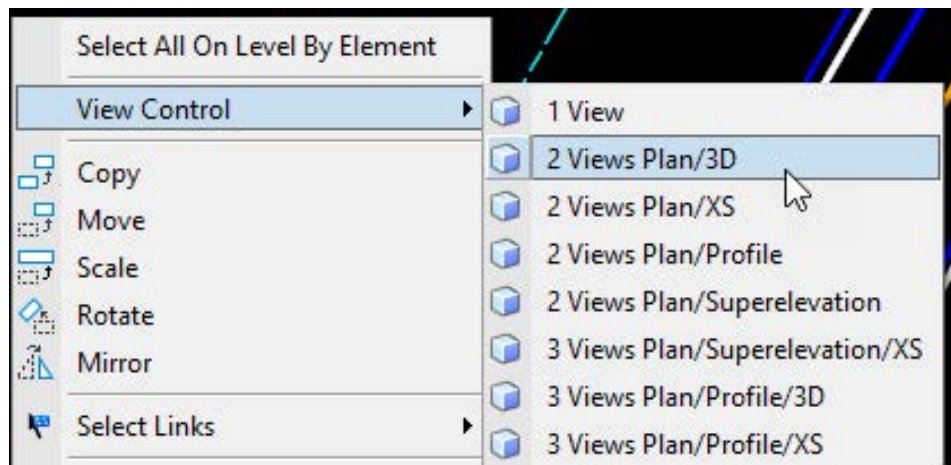 Select All On Level By Element
View Control
Copy
Move
Scale
Rotate
Mirror
Select Links
1 View
2 Views Plan/3D
2 Views Plan/XS
2 Views Plan/Profile
2 Views Plan/Superelevation
3 Views Plan/Superelevation/XS
3 Views Plan/Profile/3D
3 Views Plan/Profile/XS